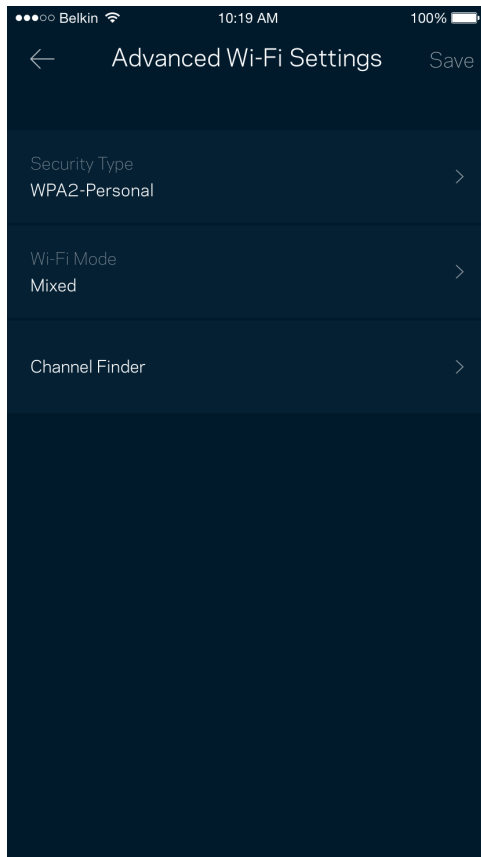 Belkin 10:19 AM 100%
Advanced Wi-Fi Settings Save
Security Type
WPA2-Personal
Wi-Fi Mode
Mixed
Channel Finder